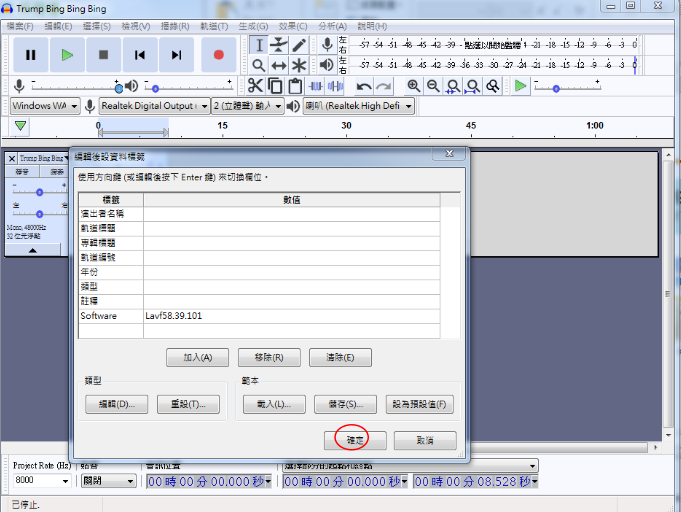 Trump Bing Bing Bing
檔案(F) 編輯(E) 選擇(S) 檢視(V) 播錄(R) 軌道(T) 生成(G) 效果(C) 分析(A) 說明(H)
左 右 -57 -54 -51 -48 -45 -42 -39 - 點選以開始監聽 -21 -18 -15 -12 -9 -6 -3 0
左 右 -57 -54 -51 -48 -45 -42 -39 -36 -33 -30 -27 -24 -21 -18 -15 -12 -9 -6 -3 0
Windows WA Realtek Digital Output 2 (立體聲) 輸入 喇叭 (Realtek High Defi
0 15 30 45 1:00
Trump Bing Bing
靜音 獨奏
左 右
Mono, 48000Hz
32 位元浮點
編輯後設資料標籤
使用方向鍵 (或編輯後按下 Enter 鍵) 來切換欄位。
標籤 數值
演出者名稱
軌道標題
專輯標題
軌道編號
年份
類型
註釋
Software Lavf58.39.101
加入(A) 移除(R) 清除(E)
類型 範本
編輯(D)... 重設(T)... 載入(L)... 儲存(S)... 設為預設值(F)
確定 取消
Project Rate (Hz) 音訊位置
8000 關閉 00 時 00 分 00.000 秒 00 時 00 分 00.000 秒 00 時 00 分 08.528 秒
已停止.